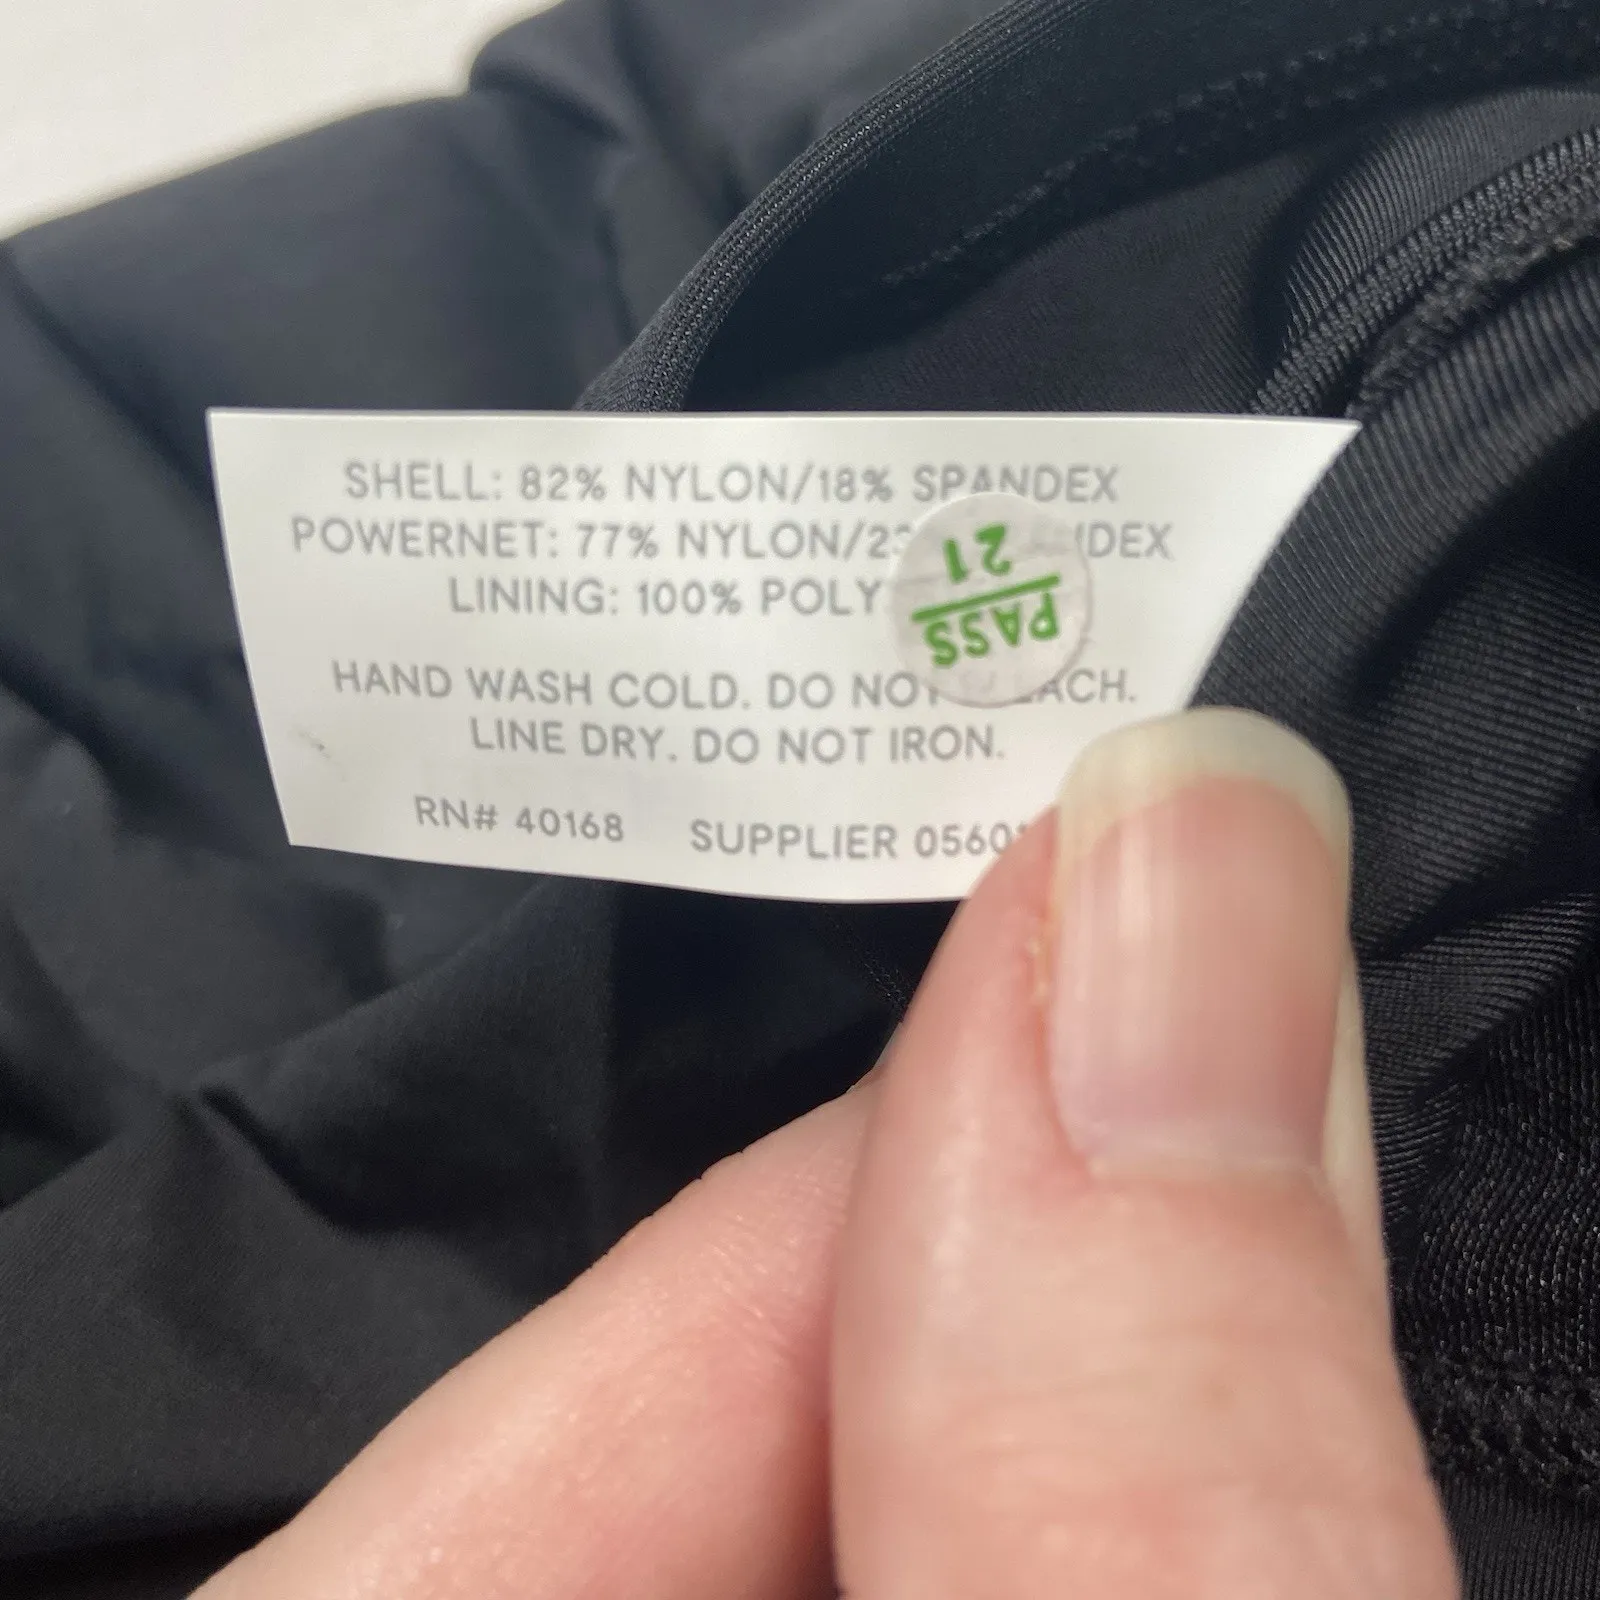 SHELL: 82% NYLON/18% SPANDEX
POWERNET: 77% NYLON/23
LINING: 100% POLY
PASS
21
HAND WASH COLD. DO NOT
LINE DRY. DO NOT IRON.
RN# 40168 SUPPLIER 0560